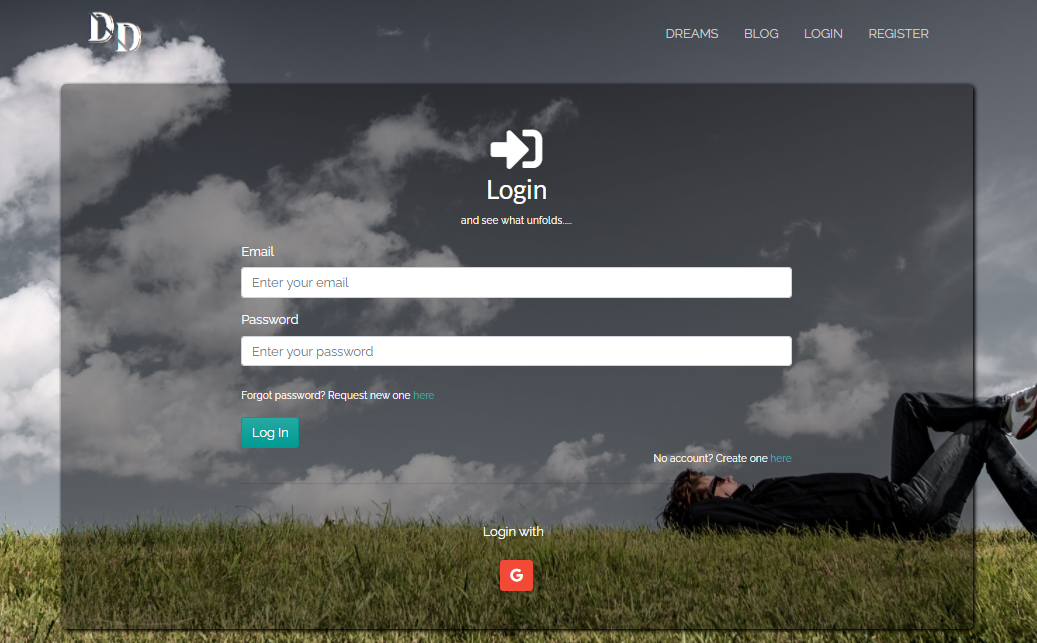 DD
DREAMS BLOG LOGIN REGISTER
Login
and see what unfolds.....
Email
Enter your email
Password
Enter your password
Forgot password? Request new one here
Log In
No account? Create one here
Login with
G